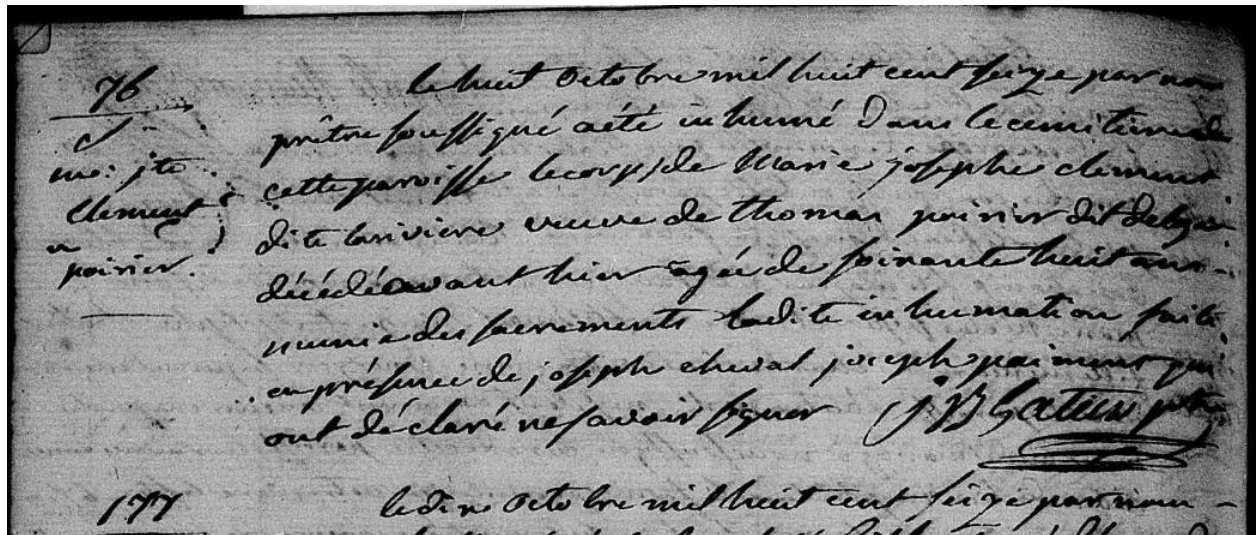 76
S
me: jte
Clement
v
poirier.
le huit Octobre mil huit cent seize par nous
prêtre soussigné a été inhumé dans le cemitiere de
cette paroisse le corps de Marie josephe clement
dite lariviere veuve de thomas poirier dit
décédée avant hier agée de soixante huit ans
munie des sacrements ladite inhumation faite
en présence de joseph cheval joseph paiment qui
ont déclaré ne savoir signer J B Gatien ptre
177
le dix Octobre mil huit cent seize par nous